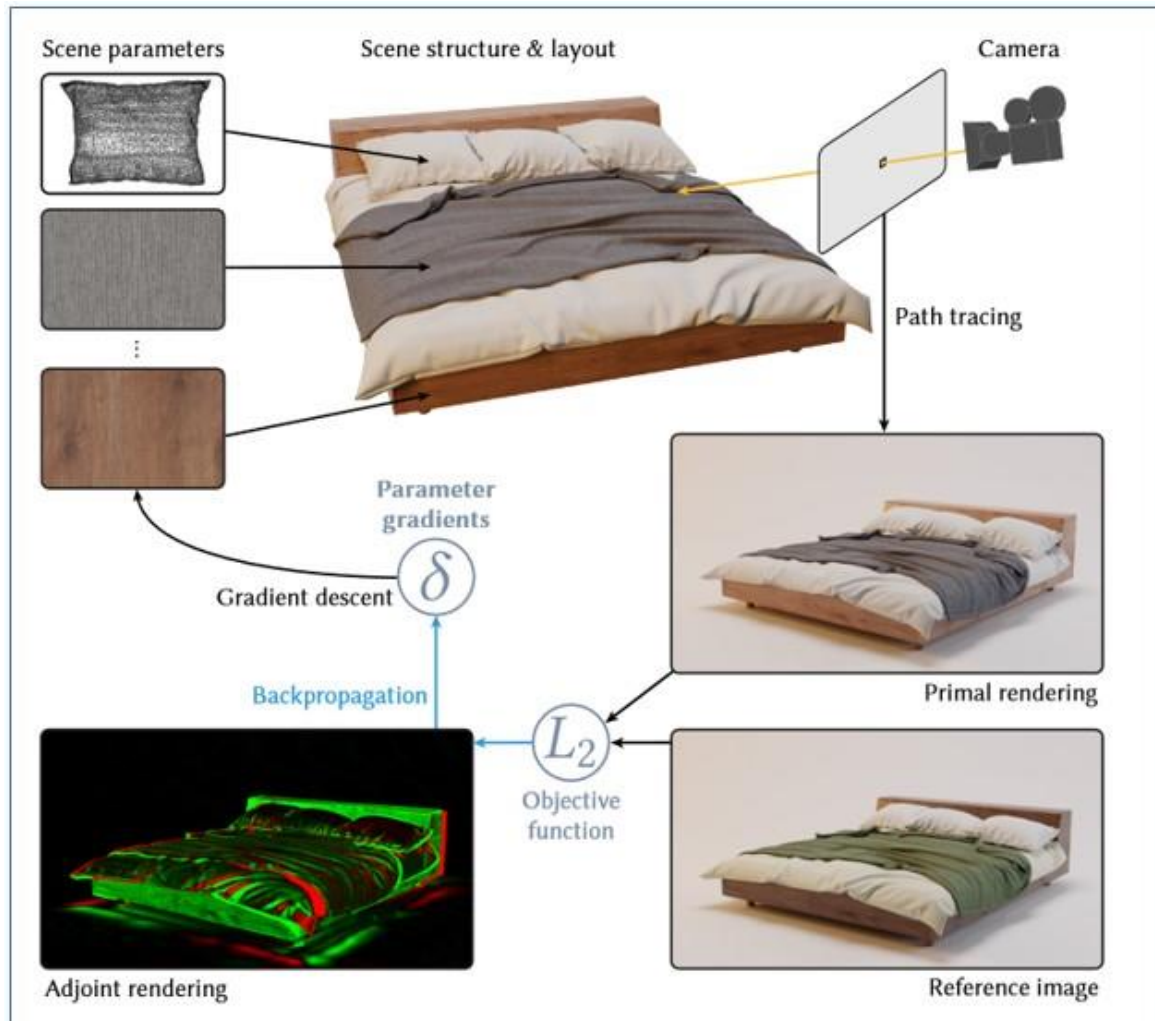 Scene parameters
Scene structure & layout
Camera
Path tracing
⋮
Parameter
gradients
δ
Gradient descent
Primal rendering
Backpropagation
L₂
Objective
function
Adjoint rendering
Reference image